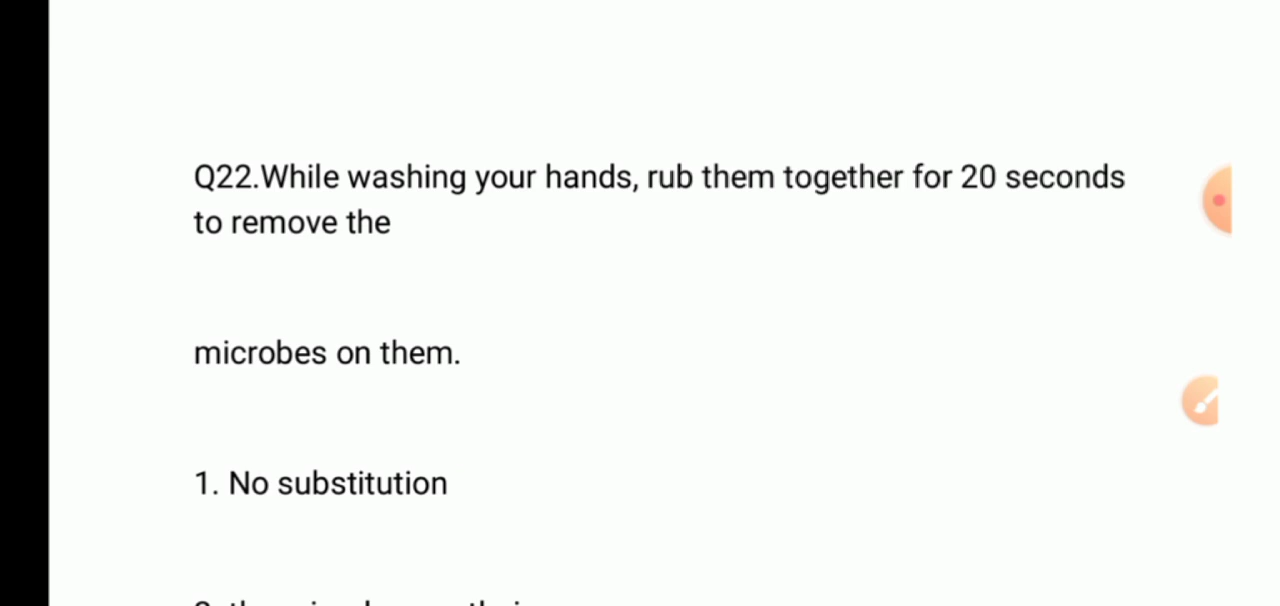 Q22.While washing your hands, rub them together for 20 seconds
to remove the
microbes on them.
1. No substitution